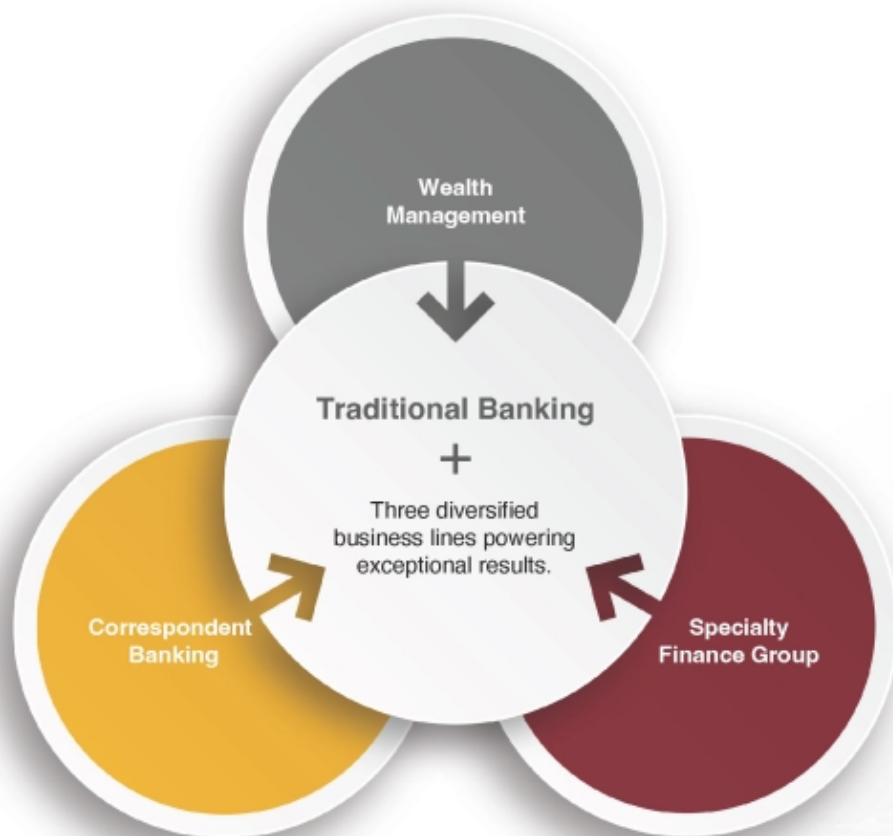 Wealth
Management
Traditional Banking
+
Three diversified
business lines powering
exceptional results.
Correspondent
Banking
Specialty
Finance Group